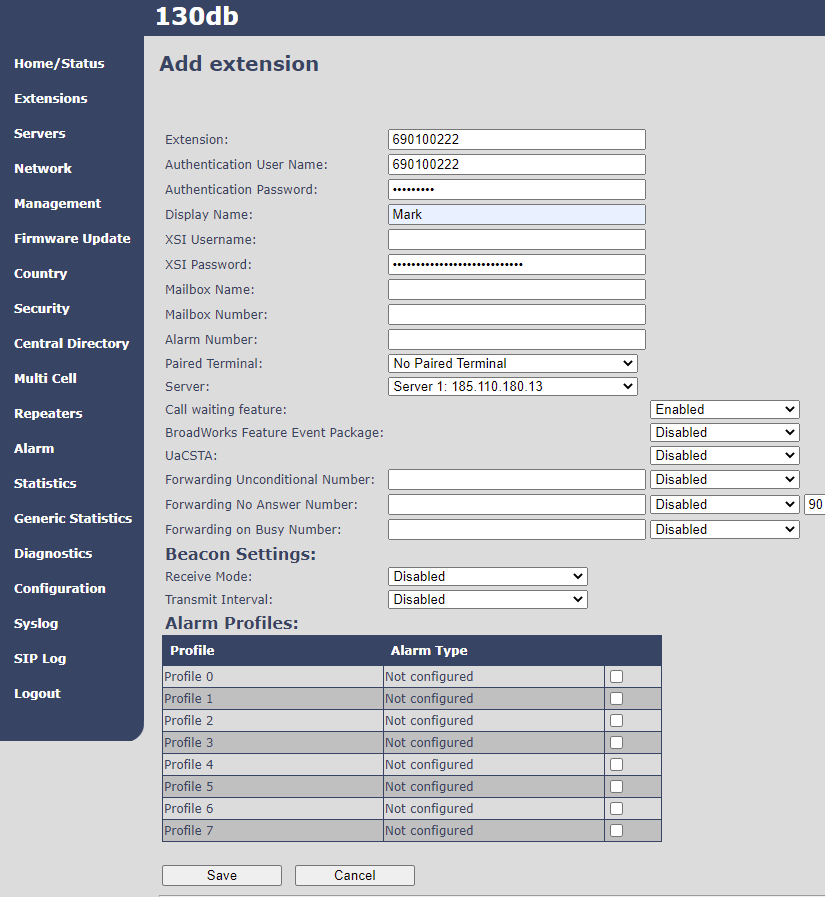 130db
Home/Status
Extensions
Servers
Network
Management
Firmware Update
Country
Security
Central Directory
Multi Cell
Repeaters
Alarm
Statistics
Generic Statistics
Diagnostics
Configuration
Syslog
SIP Log
Logout
Add extension
Extension: 690100222
Authentication User Name: 690100222
Authentication Password: •••••••••
Display Name: Mark
XSI Username:
XSI Password: ••••••••••••••••••••••••••••
Mailbox Name:
Mailbox Number:
Alarm Number:
Paired Terminal: No Paired Terminal
Server: Server 1: 185.110.180.13
Call waiting feature: Enabled
BroadWorks Feature Event Package: Disabled
UaCSTA: Disabled
Forwarding Unconditional Number: Disabled
Forwarding No Answer Number: Disabled 90
Forwarding on Busy Number: Disabled
Beacon Settings:
Receive Mode: Disabled
Transmit Interval: Disabled
Alarm Profiles:
Profile Alarm Type
Profile 0 Not configured
Profile 1 Not configured
Profile 2 Not configured
Profile 3 Not configured
Profile 4 Not configured
Profile 5 Not configured
Profile 6 Not configured
Profile 7 Not configured
Save Cancel